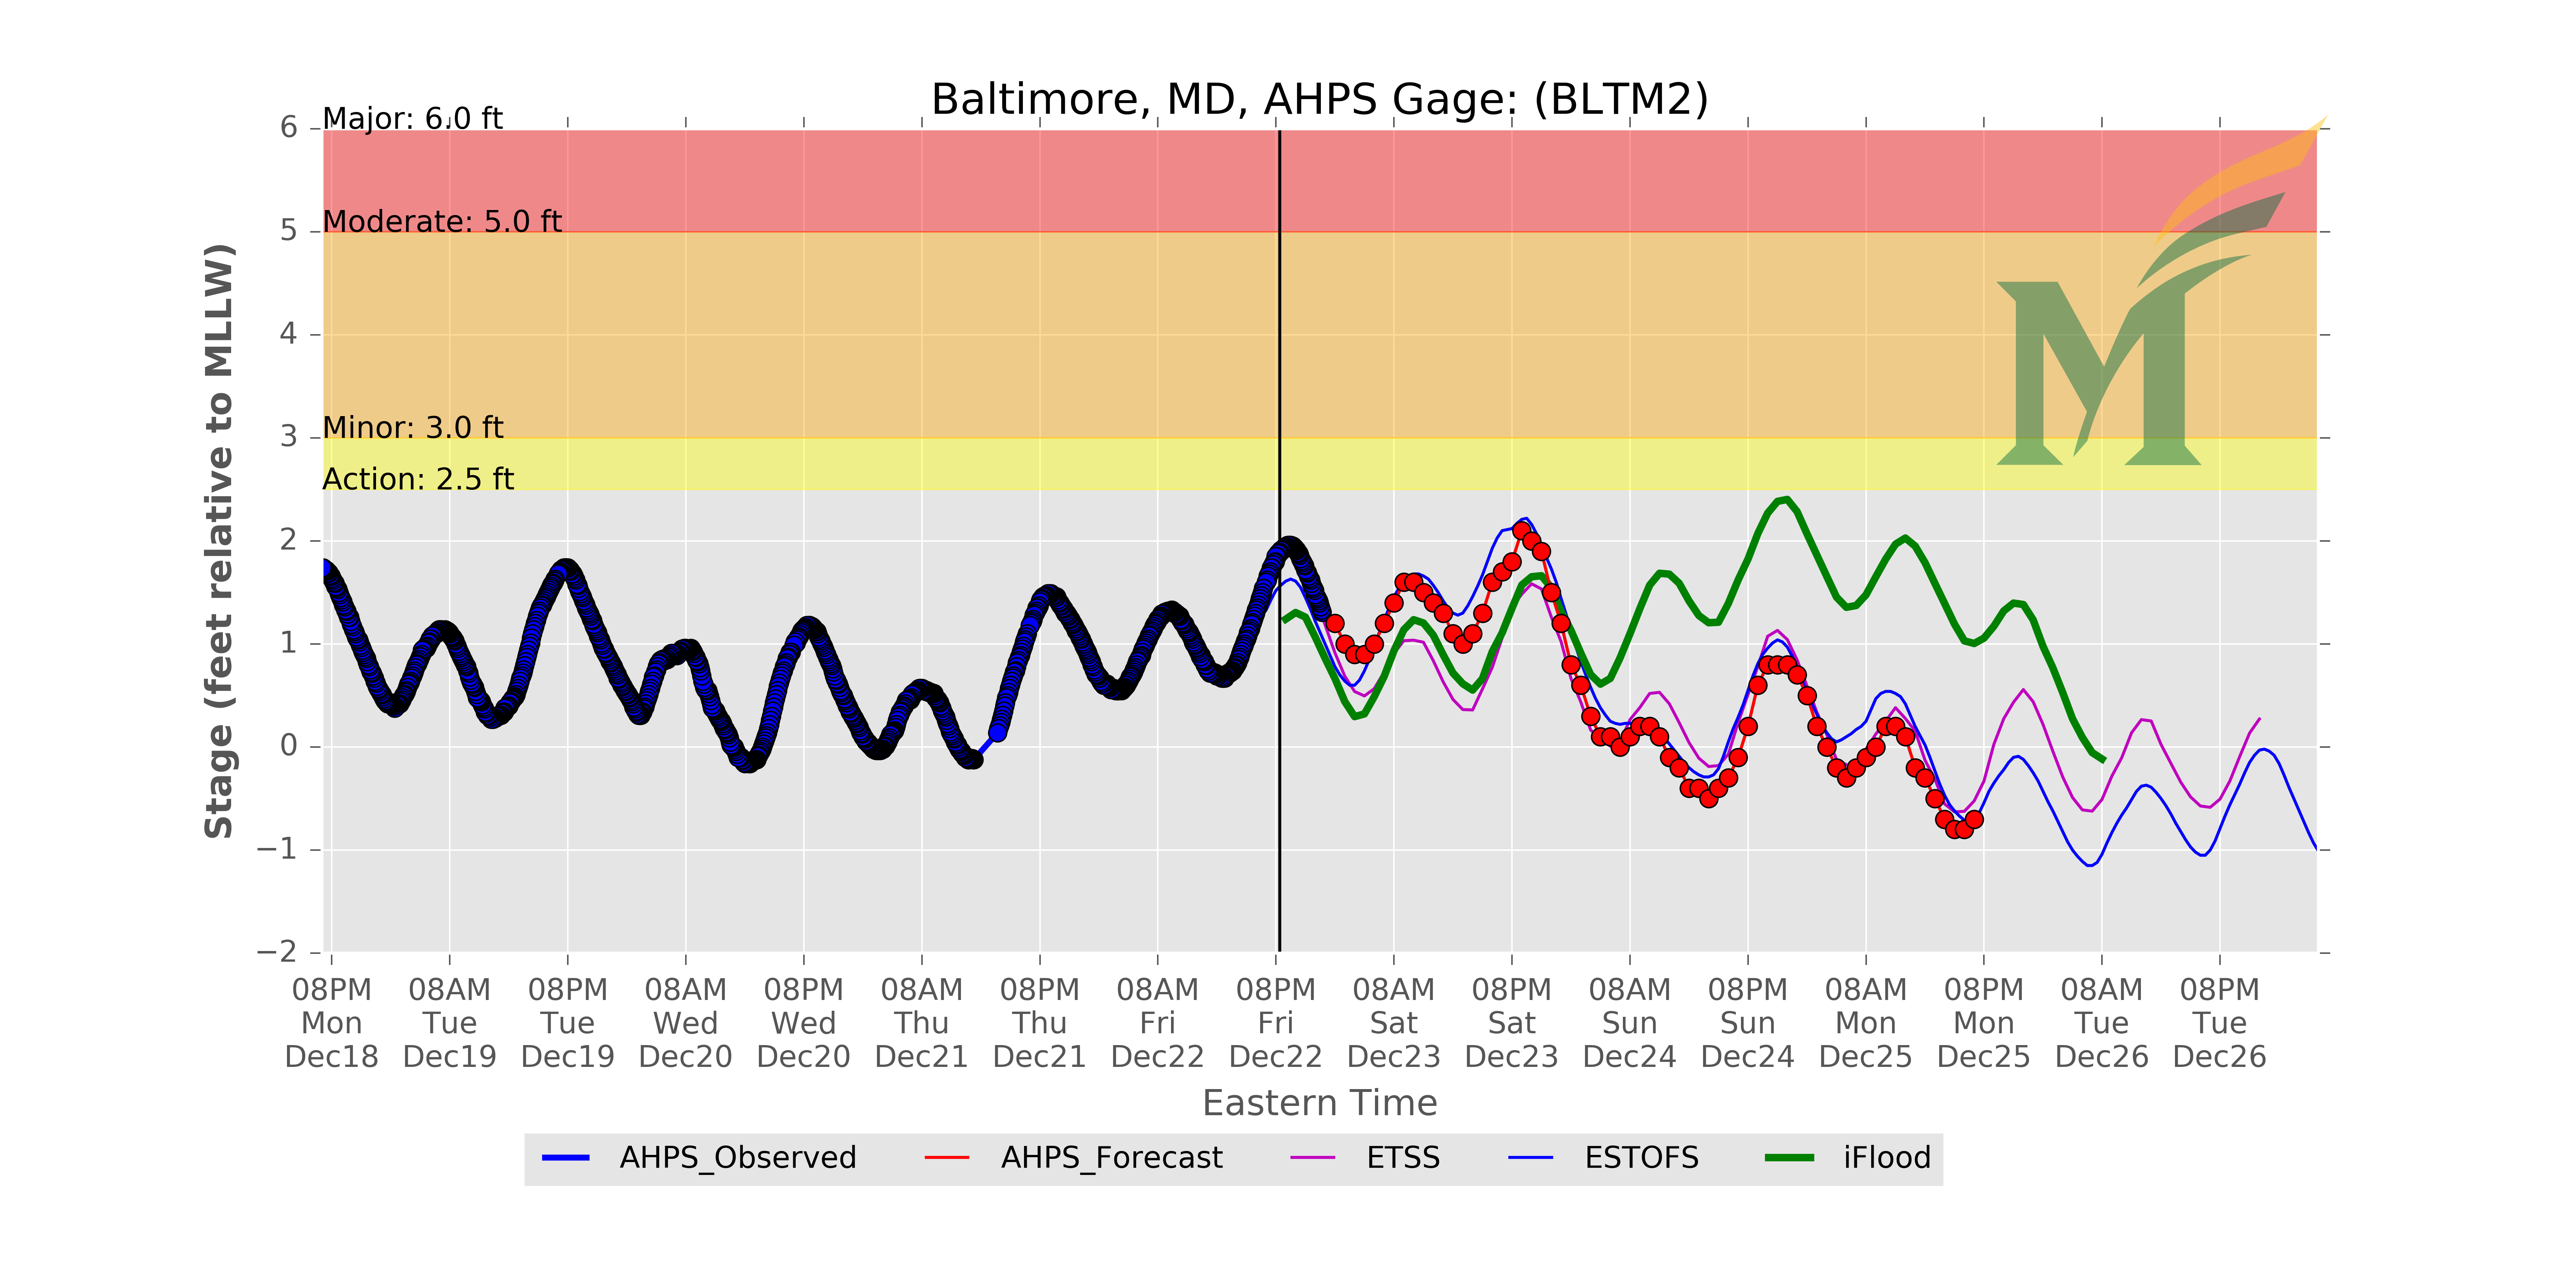 Baltimore, MD, AHPS Gage: (BLTM2)
Major: 6.0 ft
Moderate: 5.0 ft
Minor: 3.0 ft
Action: 2.5 ft
Stage (feet relative to MLLW)
6
5
4
3
2
1
0
−1
−2
08PM 08AM 08PM 08AM 08PM 08AM 08PM 08AM 08PM 08AM 08PM 08AM 08PM 08AM 08PM 08AM 08PM
Mon Tue Tue Wed Wed Thu Thu Fri Fri Sat Sat Sun Sun Mon Mon Tue Tue
Dec18 Dec19 Dec19 Dec20 Dec20 Dec21 Dec21 Dec22 Dec22 Dec23 Dec23 Dec24 Dec24 Dec25 Dec25 Dec26 Dec26
Eastern Time
AHPS_Observed AHPS_Forecast ETSS ESTOFS iFlood